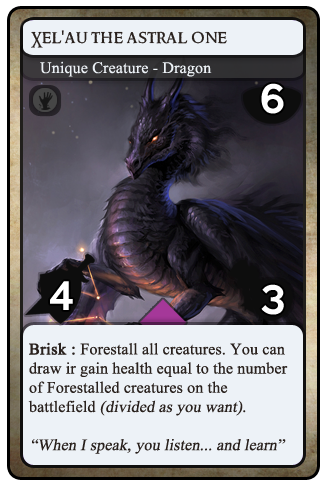 XEL'AU THE ASTRAL ONE
Unique Creature - Dragon
6
4
3
Brisk : Forestall all creatures. You can
draw ir gain health equal to the number
of Forestalled creatures on the
battlefield (divided as you want).
“When I speak, you listen... and learn”